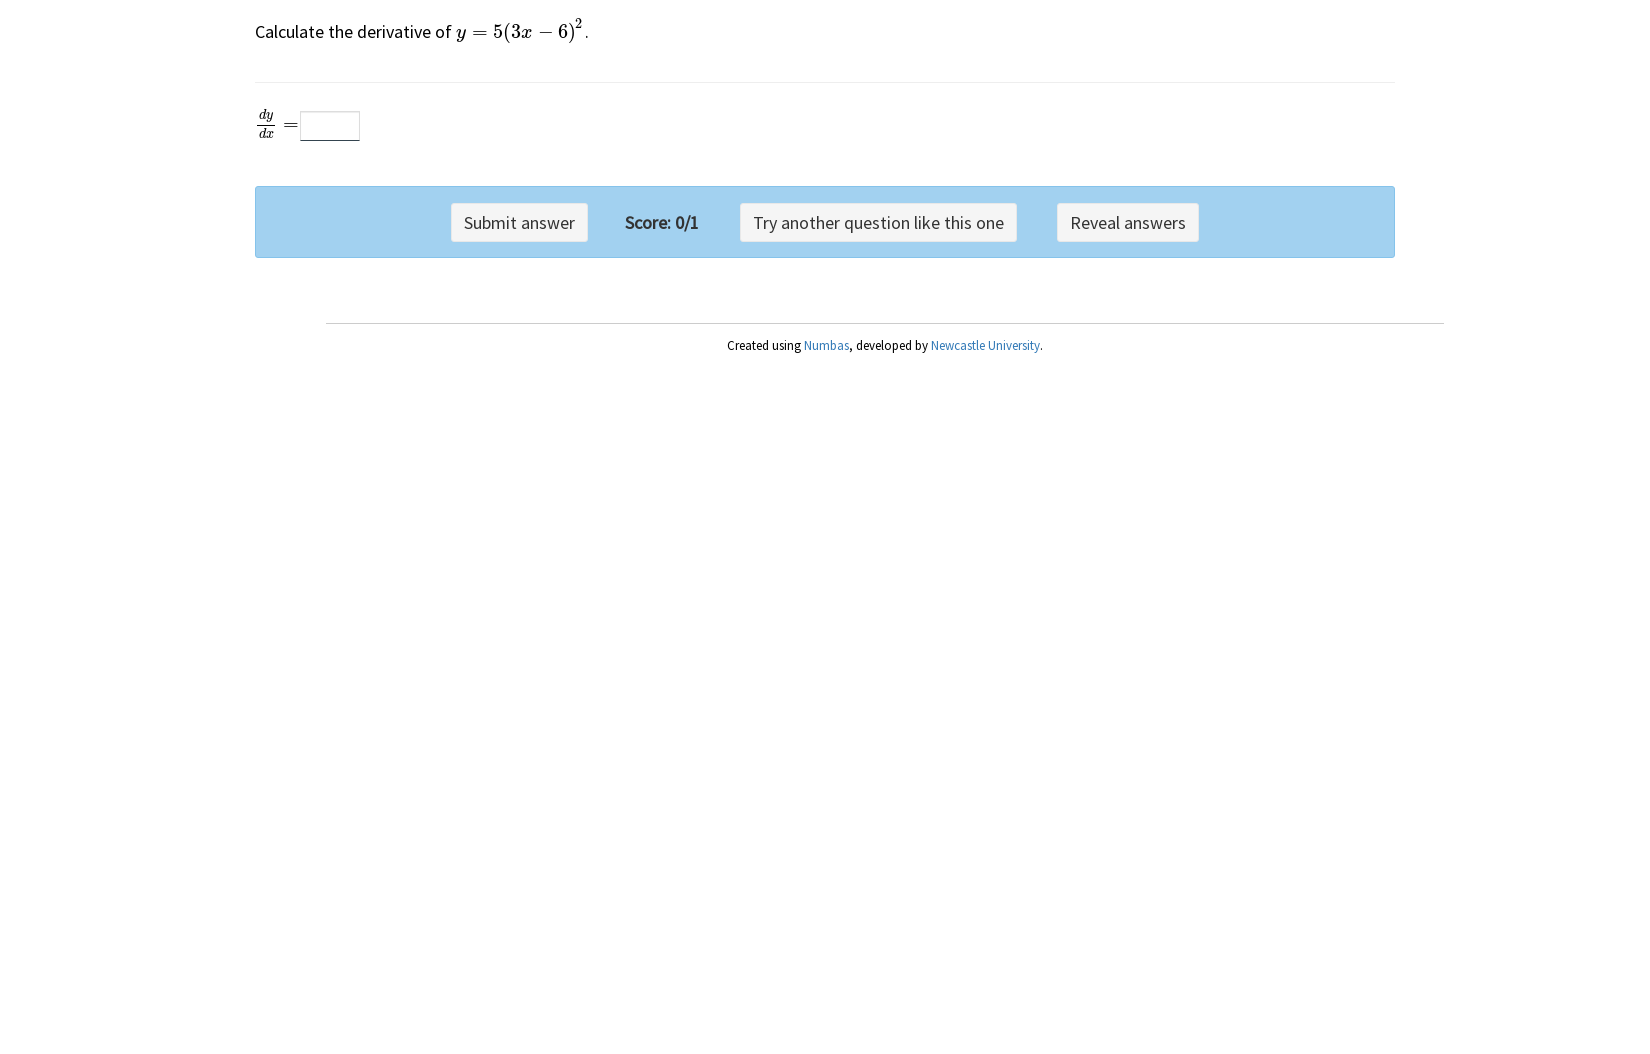 Calculate the derivative of y = 5(3x − 6)².
dy/dx =
Submit answer Score: 0/1 Try another question like this one Reveal answers
Created using Numbas, developed by Newcastle University.